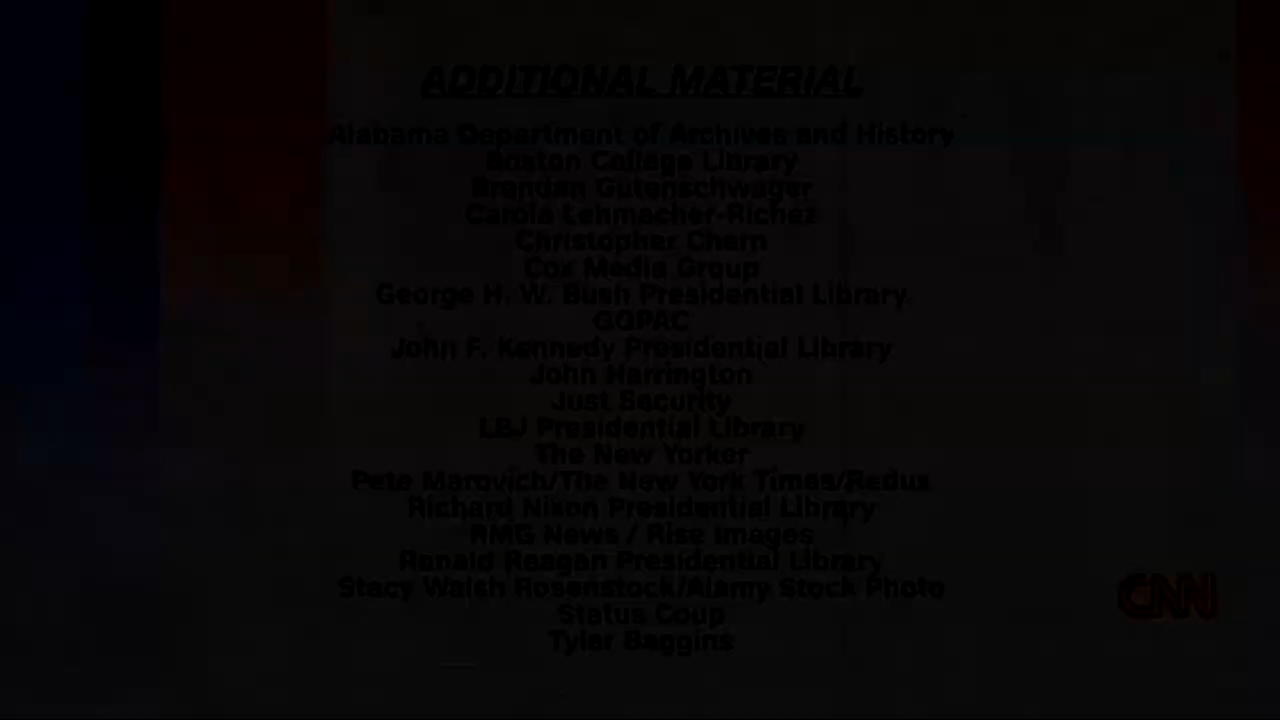 ADDITIONAL MATERIAL
Alabama Department of Archives and History
Boston College Library
Brendan Gutenschwager
Carola Lehmacher-Richez
Christopher Chern
Cox Media Group
George H. W. Bush Presidential Library
GOPAC
John F. Kennedy Presidential Library
John Harrington
Just Security
LBJ Presidential Library
The New Yorker
Pete Marovich/The New York Times/Redux
Richard Nixon Presidential Library
RMG News / Rise Images
Ronald Reagan Presidential Library
Stacy Walsh Rosenstock/Alamy Stock Photo
Status Coup
Tyler Baggins
CNN